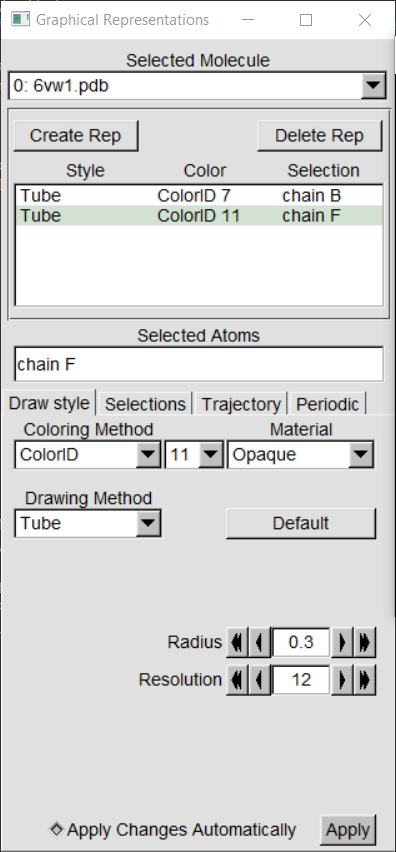 Graphical Representations
Selected Molecule
0: 6vw1.pdb
Create Rep Delete Rep
Style Color Selection
Tube ColorID 7 chain B
Tube ColorID 11 chain F
Selected Atoms
chain F
Draw style Selections Trajectory Periodic
Coloring Method Material
ColorID 11 Opaque
Drawing Method
Tube Default
Radius 0.3
Resolution 12
Apply Changes Automatically Apply